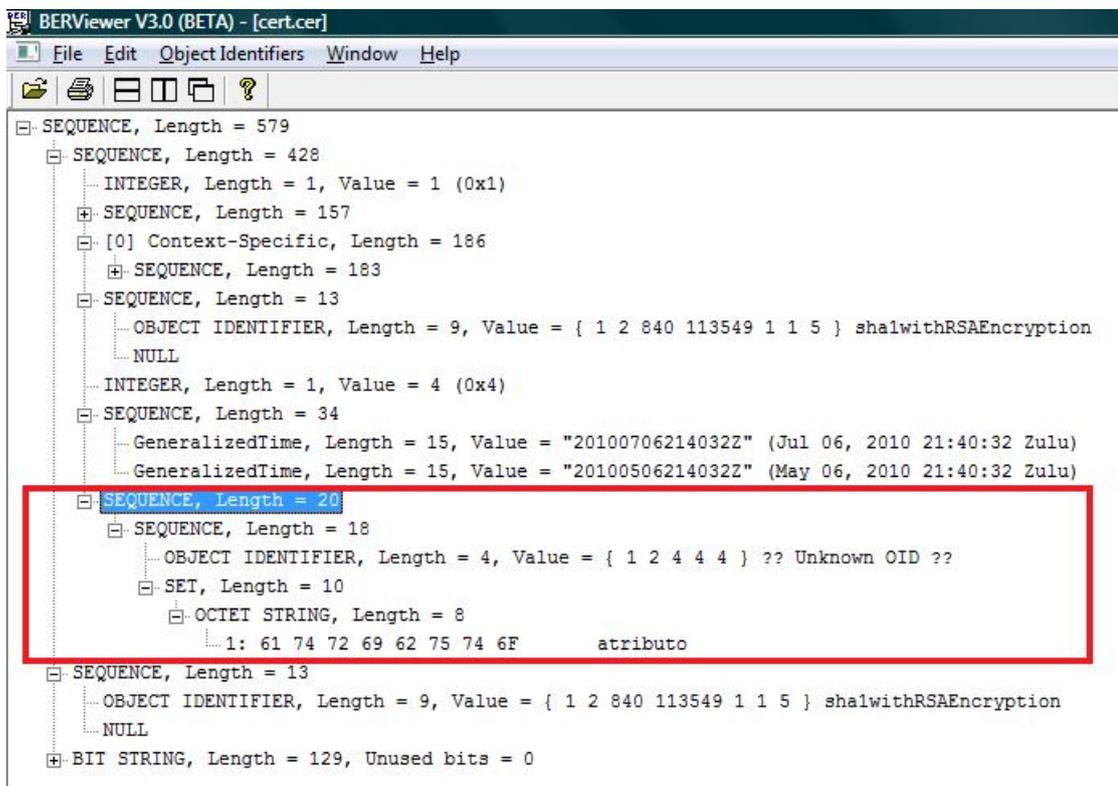 BERViewer V3.0 (BETA) - [cert.cer]
File Edit Object Identifiers Window Help
SEQUENCE, Length = 579
SEQUENCE, Length = 428
INTEGER, Length = 1, Value = 1 (0x1)
SEQUENCE, Length = 157
[0] Context-Specific, Length = 186
SEQUENCE, Length = 183
SEQUENCE, Length = 13
OBJECT IDENTIFIER, Length = 9, Value = { 1 2 840 113549 1 1 5 } sha1withRSAEncryption
NULL
INTEGER, Length = 1, Value = 4 (0x4)
SEQUENCE, Length = 34
GeneralizedTime, Length = 15, Value = "20100706214032Z" (Jul 06, 2010 21:40:32 Zulu)
GeneralizedTime, Length = 15, Value = "20100506214032Z" (May 06, 2010 21:40:32 Zulu)
SEQUENCE, Length = 20
SEQUENCE, Length = 18
OBJECT IDENTIFIER, Length = 4, Value = { 1 2 4 4 4 } ?? Unknown OID ??
SET, Length = 10
OCTET STRING, Length = 8
1: 61 74 72 69 62 75 74 6F atributo
SEQUENCE, Length = 13
OBJECT IDENTIFIER, Length = 9, Value = { 1 2 840 113549 1 1 5 } sha1withRSAEncryption
NULL
BIT STRING, Length = 129, Unused bits = 0